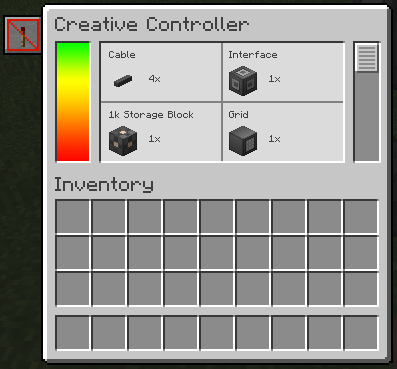 Creative Controller
Cable
4x
Interface
1x
1k Storage Block
1x
Grid
1x
Inventory